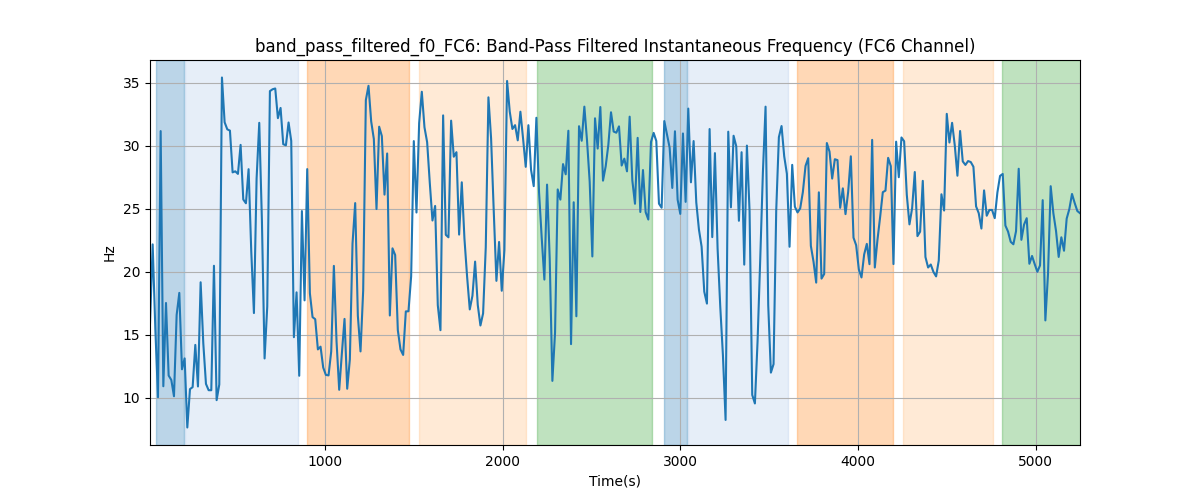 band_pass_filtered_f0_FC6: Band-Pass Filtered Instantaneous Frequency (FC6 Channel)
35
30
25
20
15
10
Hz
1000 2000 3000 4000 5000
Time(s)